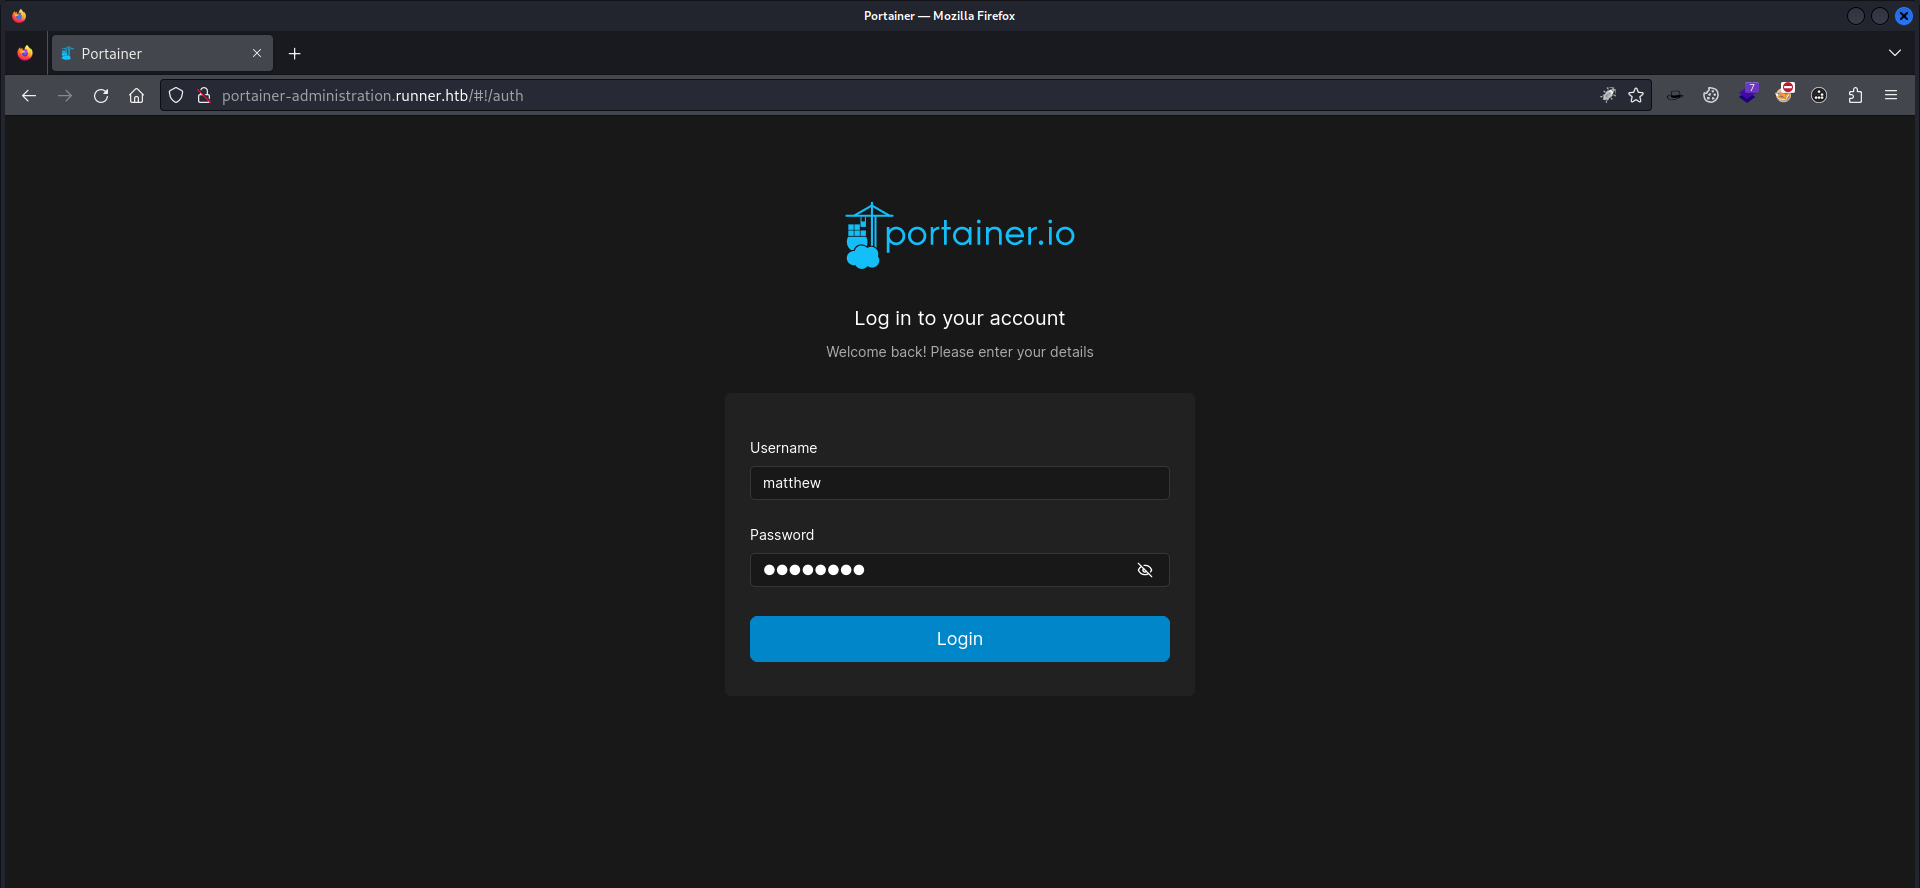 Portainer — Mozilla Firefox
Portainer
portainer-administration.runner.htb/#!/auth
7
portainer.io
Log in to your account
Welcome back! Please enter your details
Username
matthew
Password
●●●●●●●●
Login